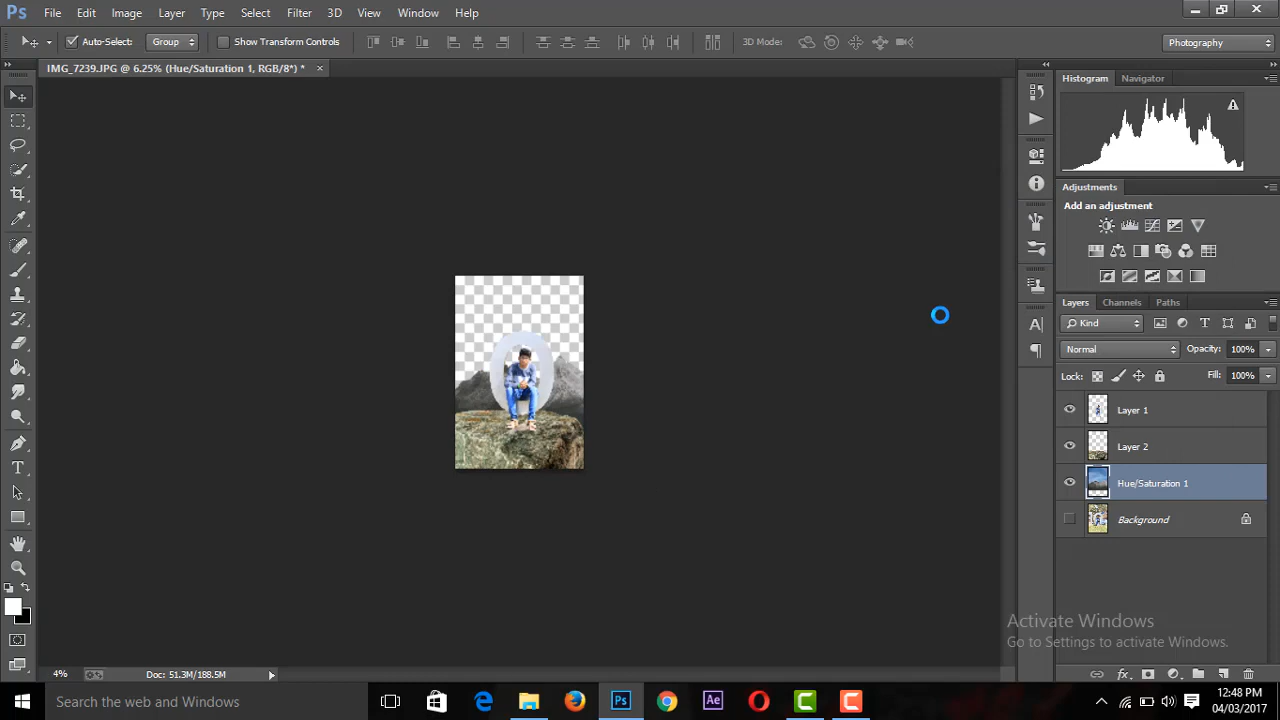 Ps File Edit Image Layer Type Select Filter 3D View Window Help
Auto-Select: Group Show Transform Controls 3D Mode: Photography
IMG_7239.JPG @ 6.25% (Hue/Saturation 1, RGB/8*) *
Histogram Navigator
Adjustments
Add an adjustment
Layers Channels Paths
Kind
Normal Opacity: 100%
Lock: Fill: 100%
Layer 1
Layer 2
Hue/Saturation 1
Background
Activate Windows
Go to Settings to activate Windows.
4% Doc: 51.3M/188.5M
Search the web and Windows
Ps
Ae
12:48 PM
04/03/2017